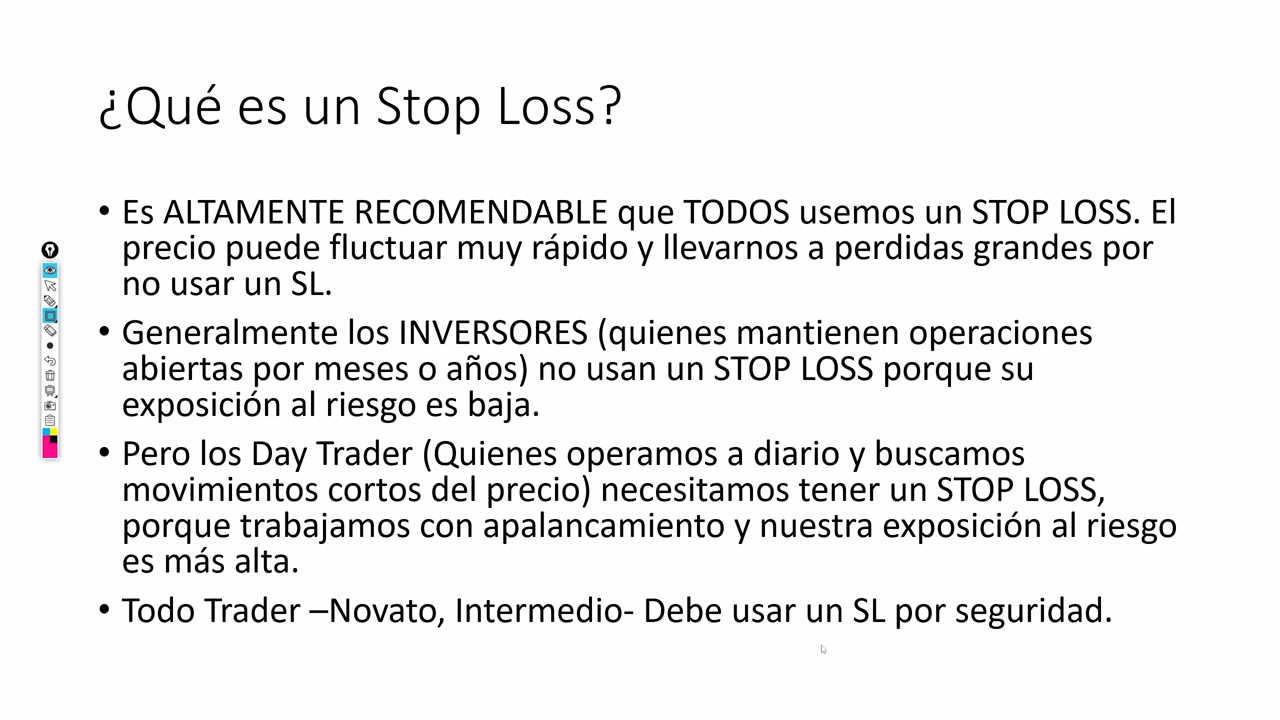 ¿Qué es un Stop Loss?
• Es ALTAMENTE RECOMENDABLE que TODOS usemos un STOP LOSS. El
precio puede fluctuar muy rápido y llevarnos a perdidas grandes por
no usar un SL.
• Generalmente los INVERSORES (quienes mantienen operaciones
abiertas por meses o años) no usan un STOP LOSS porque su
exposición al riesgo es baja.
• Pero los Day Trader (Quienes operamos a diario y buscamos
movimientos cortos del precio) necesitamos tener un STOP LOSS,
porque trabajamos con apalancamiento y nuestra exposición al riesgo
es más alta.
• Todo Trader –Novato, Intermedio- Debe usar un SL por seguridad.